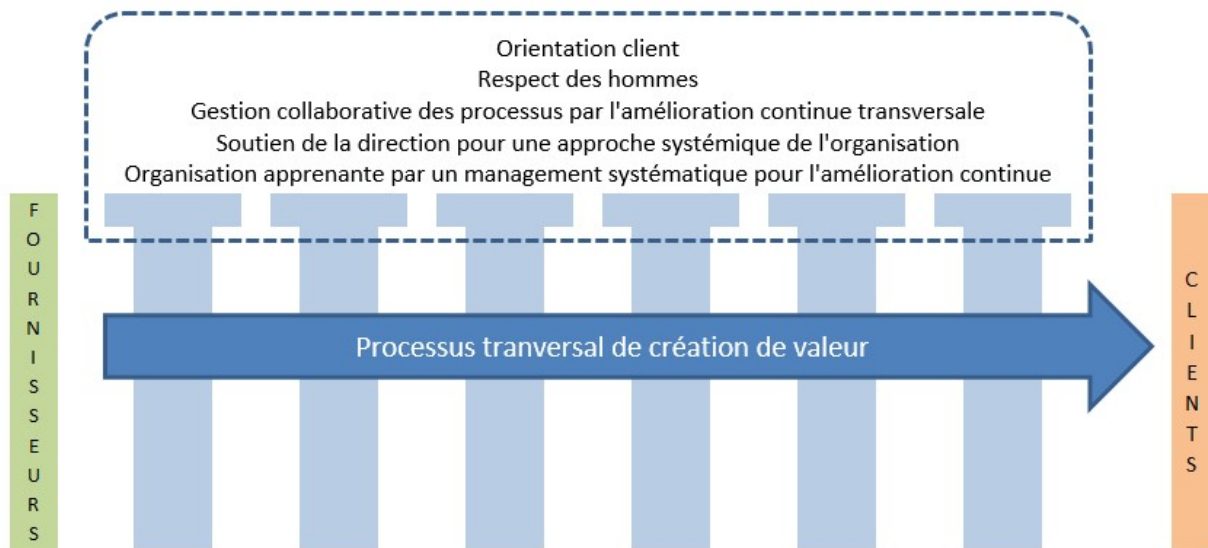 Orientation client
Respect des hommes
Gestion collaborative des processus par l'amélioration continue transversale
Soutien de la direction pour une approche systémique de l'organisation
Organisation apprenante par un management systématique pour l'amélioration continue
FOURNISSEURS
Processus tranversal de création de valeur
CLIENTS